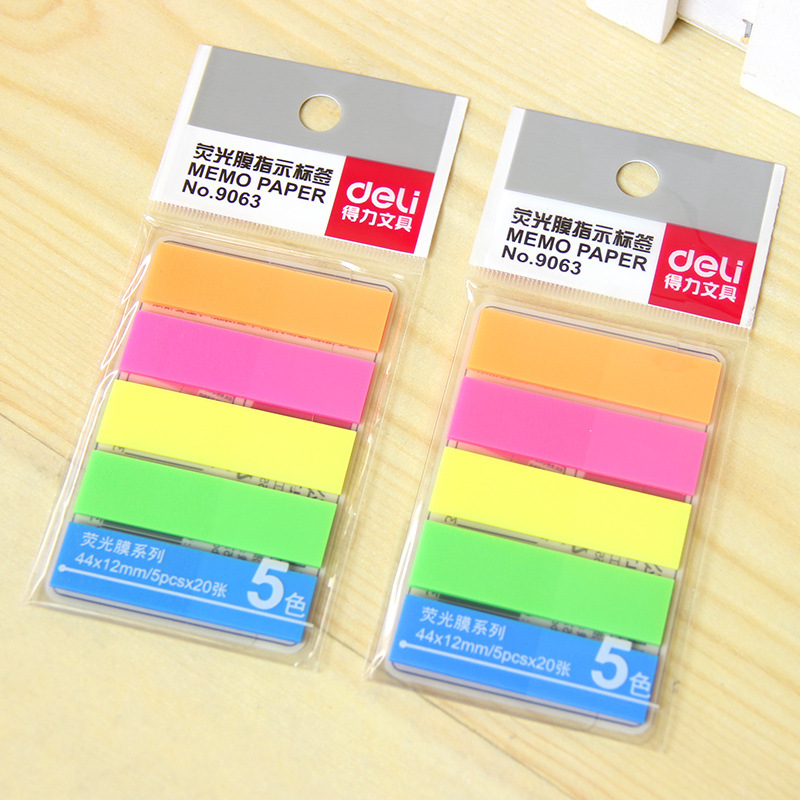 荧光膜指示标签
MEMO PAPER
No.9063
deli
得力文具
荧光膜系列
44x12mm/5pcsx20张
5色
荧光膜指示标签
MEMO PAPER
No.9063
deli
得力文具
荧光膜系列
44x12mm/5pcsx20张
5色